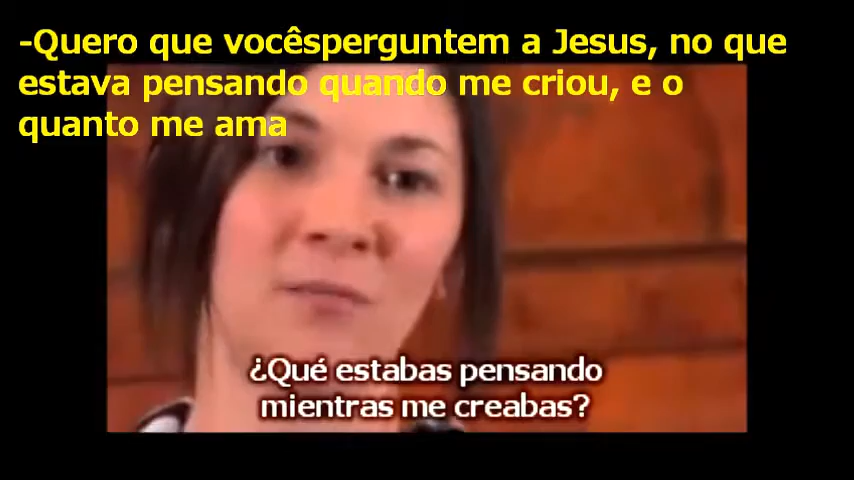 -Quero que vocêsperguntem a Jesus, no que
estava pensando quando me criou, e o
quanto me ama
¿Qué estabas pensando
mientras me creabas?